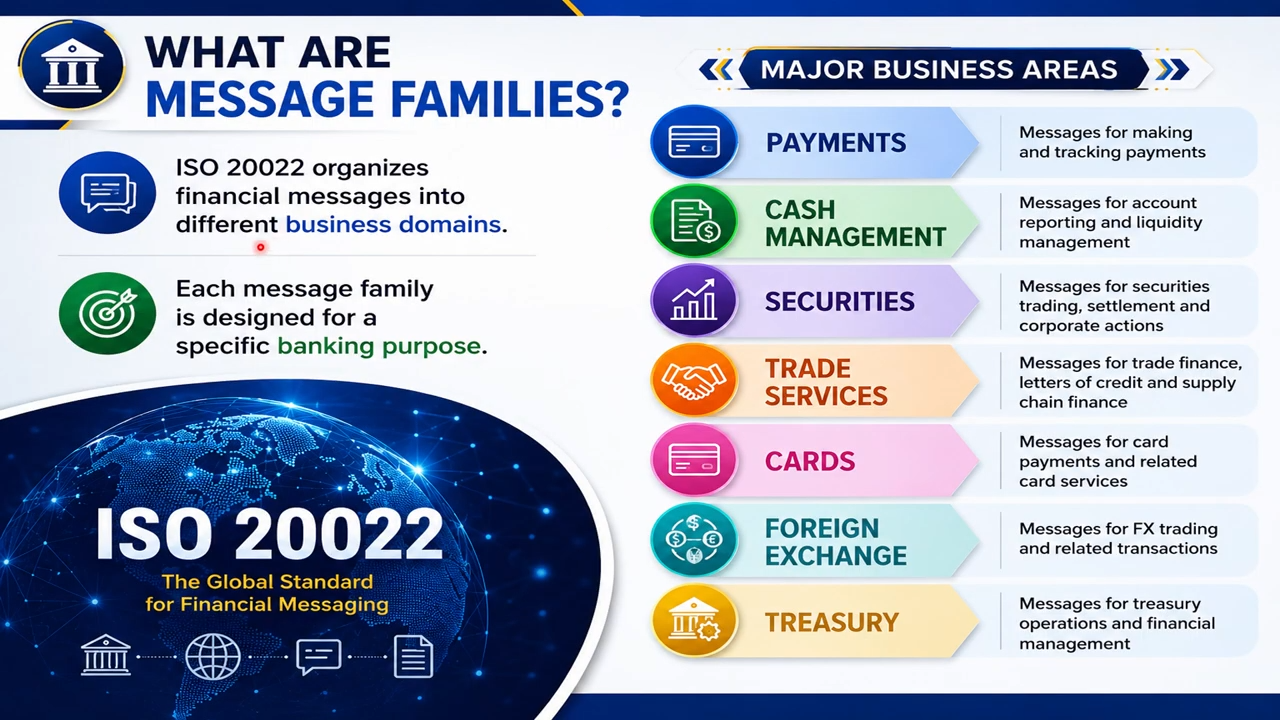 WHAT ARE
MESSAGE FAMILIES?
ISO 20022 organizes
financial messages into
different business domains.
Each message family
is designed for a
specific banking purpose.
ISO 20022
The Global Standard
for Financial Messaging
MAJOR BUSINESS AREAS
PAYMENTS
Messages for making
and tracking payments
CASH
MANAGEMENT
Messages for account
reporting and liquidity
management
SECURITIES
Messages for securities
trading, settlement and
corporate actions
TRADE
SERVICES
Messages for trade finance,
letters of credit and supply
chain finance
CARDS
Messages for card
payments and related
card services
FOREIGN
EXCHANGE
Messages for FX trading
and related transactions
TREASURY
Messages for treasury
operations and financial
management